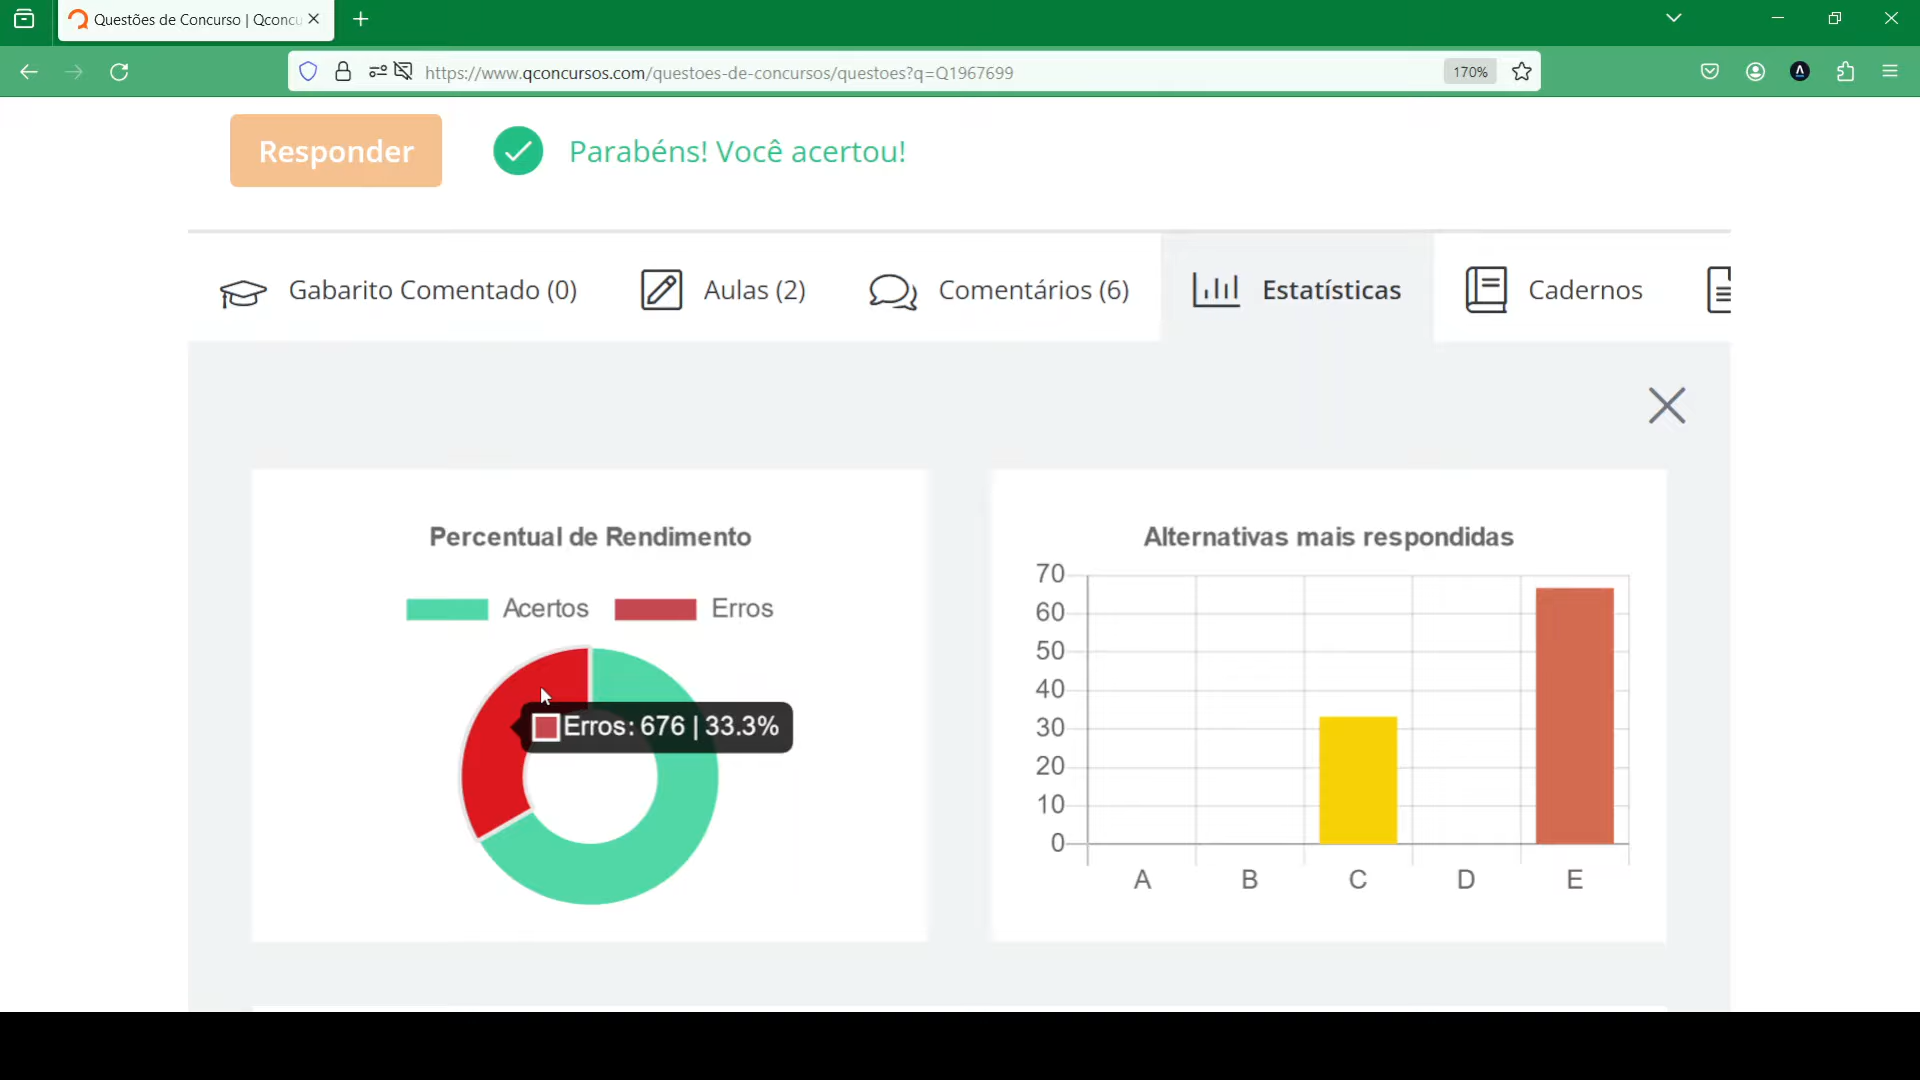 Questões de Concurso | Qconcu
https://www.qconcursos.com/questoes-de-concursos/questoes?q=Q1967699
170%
Responder
Parabéns! Você acertou!
Gabarito Comentado (0)
Aulas (2)
Comentários (6)
Estatísticas
Cadernos
Percentual de Rendimento
Acertos
Erros
Erros: 676 | 33.3%
Alternativas mais respondidas
70
60
50
40
30
20
10
0
A
B
C
D
E